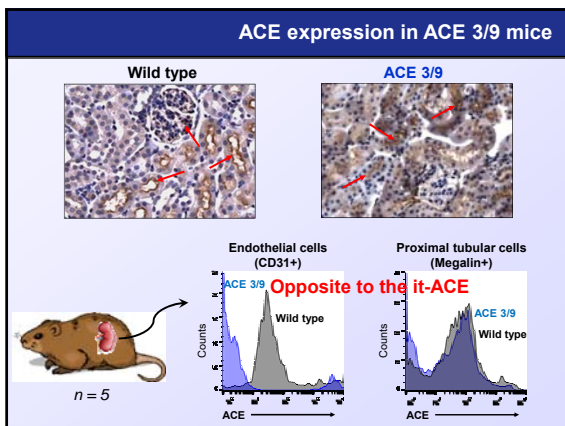 ACE expression in ACE 3/9 mice
Wild type
ACE 3/9
Endothelial cells
(CD31+)
Proximal tubular cells
(Megalin+)
ACE 3/9
Opposite to the it-ACE
Wild type
ACE 3/9
Wild type
Counts
Counts
n = 5
ACE
ACE